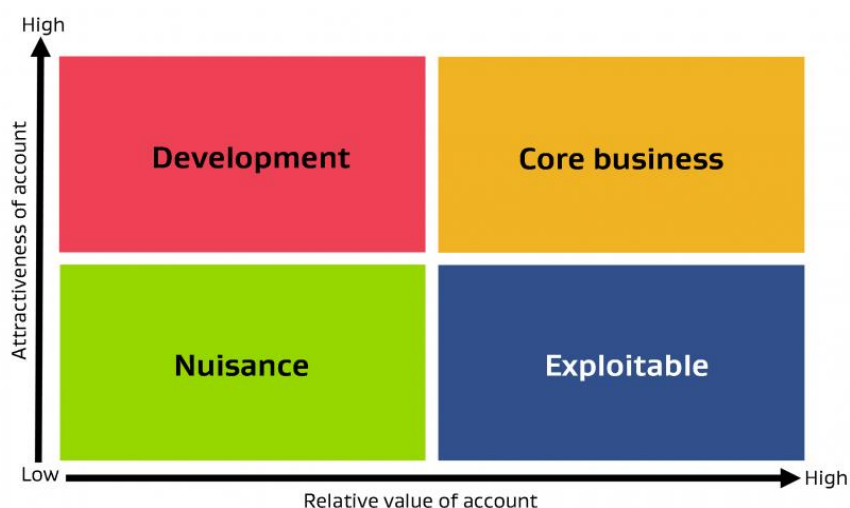 High
Attractiveness of account
Development
Core business
Nuisance
Exploitable
Low
High
Relative value of account